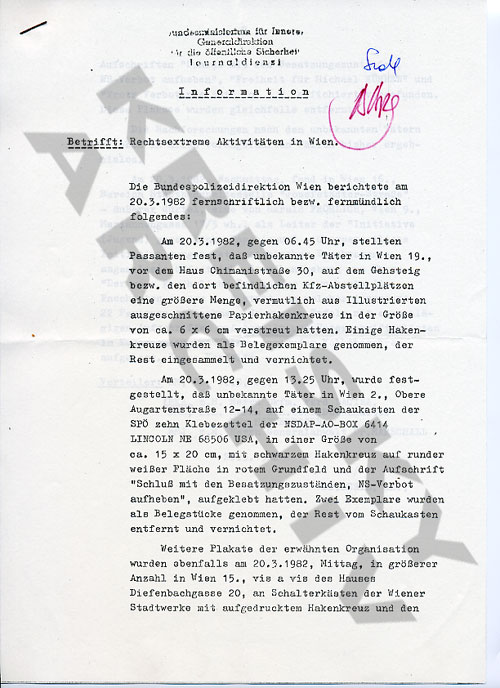 Bundesministerium für Inneres
Generaldirektion
für die öffentliche Sicherheit
Journaldienst
Information
Betrifft: Rechtsextreme Aktivitäten in Wien.
Die Bundespolizeidirektion Wien berichtete am
20.3.1982 fernschriftlich bezw. fernmündlich
folgendes:
Am 20.3.1982, gegen 06.45 Uhr, stellten
Passanten fest, daß unbekannte Täter in Wien 19.,
vor dem Haus Chimanistraße 30, auf dem Gehsteig
bezw. den dort befindlichen Kfz-Abstellplätzen
eine größere Menge, vermutlich aus Illustrierten
ausgeschnittene Papierhakenkreuze in der Größe
von ca. 6 x 6 cm verstreut hatten. Einige Haken-
kreuze wurden als Belegexemplare genommen, der
Rest eingesammelt und vernichtet.
Am 20.3.1982, gegen 13.25 Uhr, wurde fest-
gestellt, daß unbekannte Täter in Wien 2., Obere
Augartenstraße 12-14, auf einem Schaukasten der
SPÖ zehn Klebezettel der NSDAP-AO-BOX 6414
LINCOLN NE 68506 USA, in einer Größe von
ca. 15 x 20 cm, mit schwarzem Hakenkreuz auf runder
weißer Fläche in rotem Grundfeld und der Aufschrift
"Schluß mit den Besatzungszuständen, NS-Verbot
aufheben", aufgeklebt hatten. Zwei Exemplare wurden
als Belegstücke genommen, der Rest vom Schaukasten
entfernt und vernichtet.
Weitere Plakate der erwähnten Organisation
wurden ebenfalls am 20.3.1982, Mittag, in größerer
Anzahl in Wien 15., vis a vis des Hauses
Diefenbachgasse 20, an Schalterkästen der Wiener
Stadtwerke mit aufgedrucktem Hakenkreuz und den
KREISKY
ARCHIV